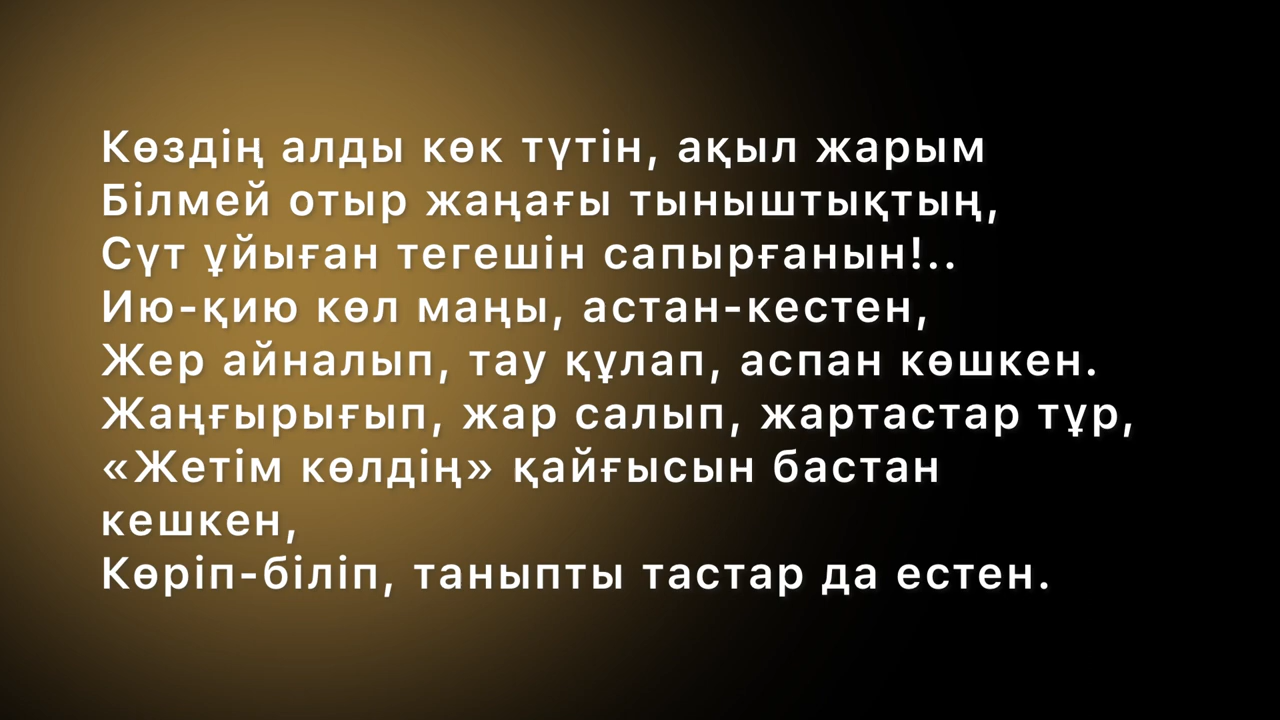 Көздің алды көк түтін, ақыл жарым
Білмей отыр жаңағы тыныштықтың,
Сүт ұйыған тегешін сапырғанын!..
Ию-қию көл маңы, астан-кестен,
Жер айналып, тау құлап, аспан көшкен.
Жаңғырығып, жар салып, жартастар тұр,
«Жетім көлдің» қайғысын бастан
кешкен,
Көріп-біліп, таныпты тастар да естен.